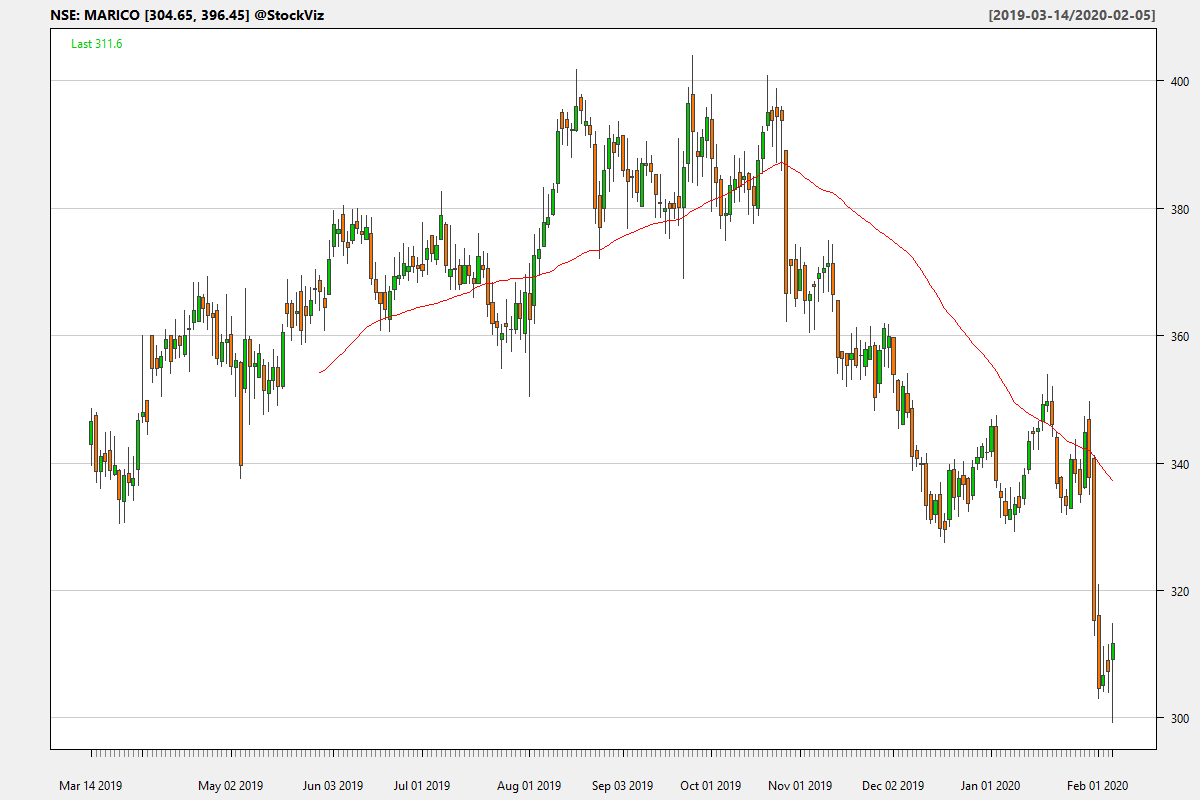 NSE: MARICO [304.65, 396.45] @StockViz [2019-03-14/2020-02-05]
Last 311.6
400
380
360
340
320
300
Mar 14 2019 May 02 2019 Jun 03 2019 Jul 01 2019 Aug 01 2019 Sep 03 2019 Oct 01 2019 Nov 01 2019 Dec 02 2019 Jan 01 2020 Feb 01 2020